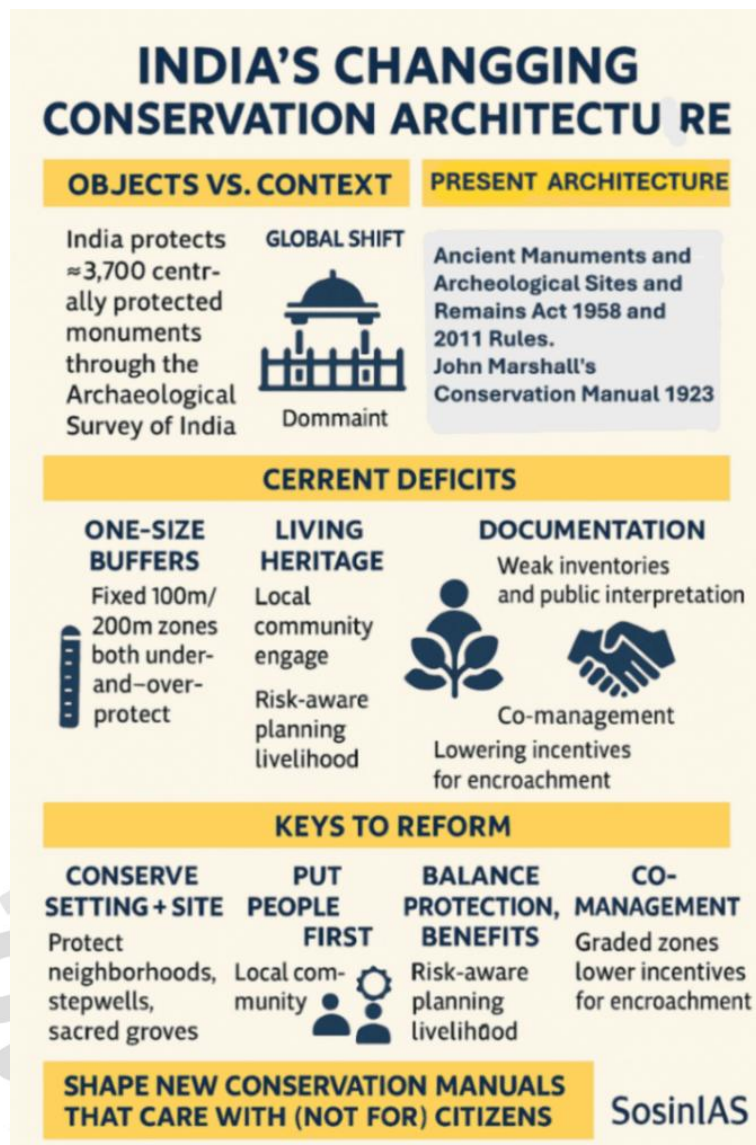 INDIA'S CHANGGING
CONSERVATION ARCHITECTU RE
OBJECTS VS. CONTEXT
India protects
≈3,700 centr-
ally protected
monuments
through the
Archaeological
Survey of India
GLOBAL SHIFT
Dommaint
PRESENT ARCHITECTURE
Ancient Manuments and
Archeological Sites and
Remains Act 1958 and
2011 Rules.
John Marshall's
Conservation Manual 1923
CERRENT DEFICITS
ONE-SIZE
BUFFERS
Fixed 100m/
200m zones
both under-
and–over-
protect
LIVING
HERITAGE
Local
community
engage
Risk-aware
planning
livelihood
DOCUMENTATION
Weak inventories
and public interpretation
Co-management
Lowering incentives
for encroachment
KEYS TO REFORM
CONSERVE
SETTING + SITE
Protect
neighborhoods,
stepwells,
sacred groves
PUT
PEOPLE
FIRST
Local com-
munity
BALANCE
PROTECTION,
BENEFITS
Risk-aware
planning
livelihood
CO-
MANAGEMENT
Graded zones
lower incentives
for encroachment
SHAPE NEW CONSERVATION MANUALS
THAT CARE WITH (NOT FOR) CITIZENS
SosinIAS